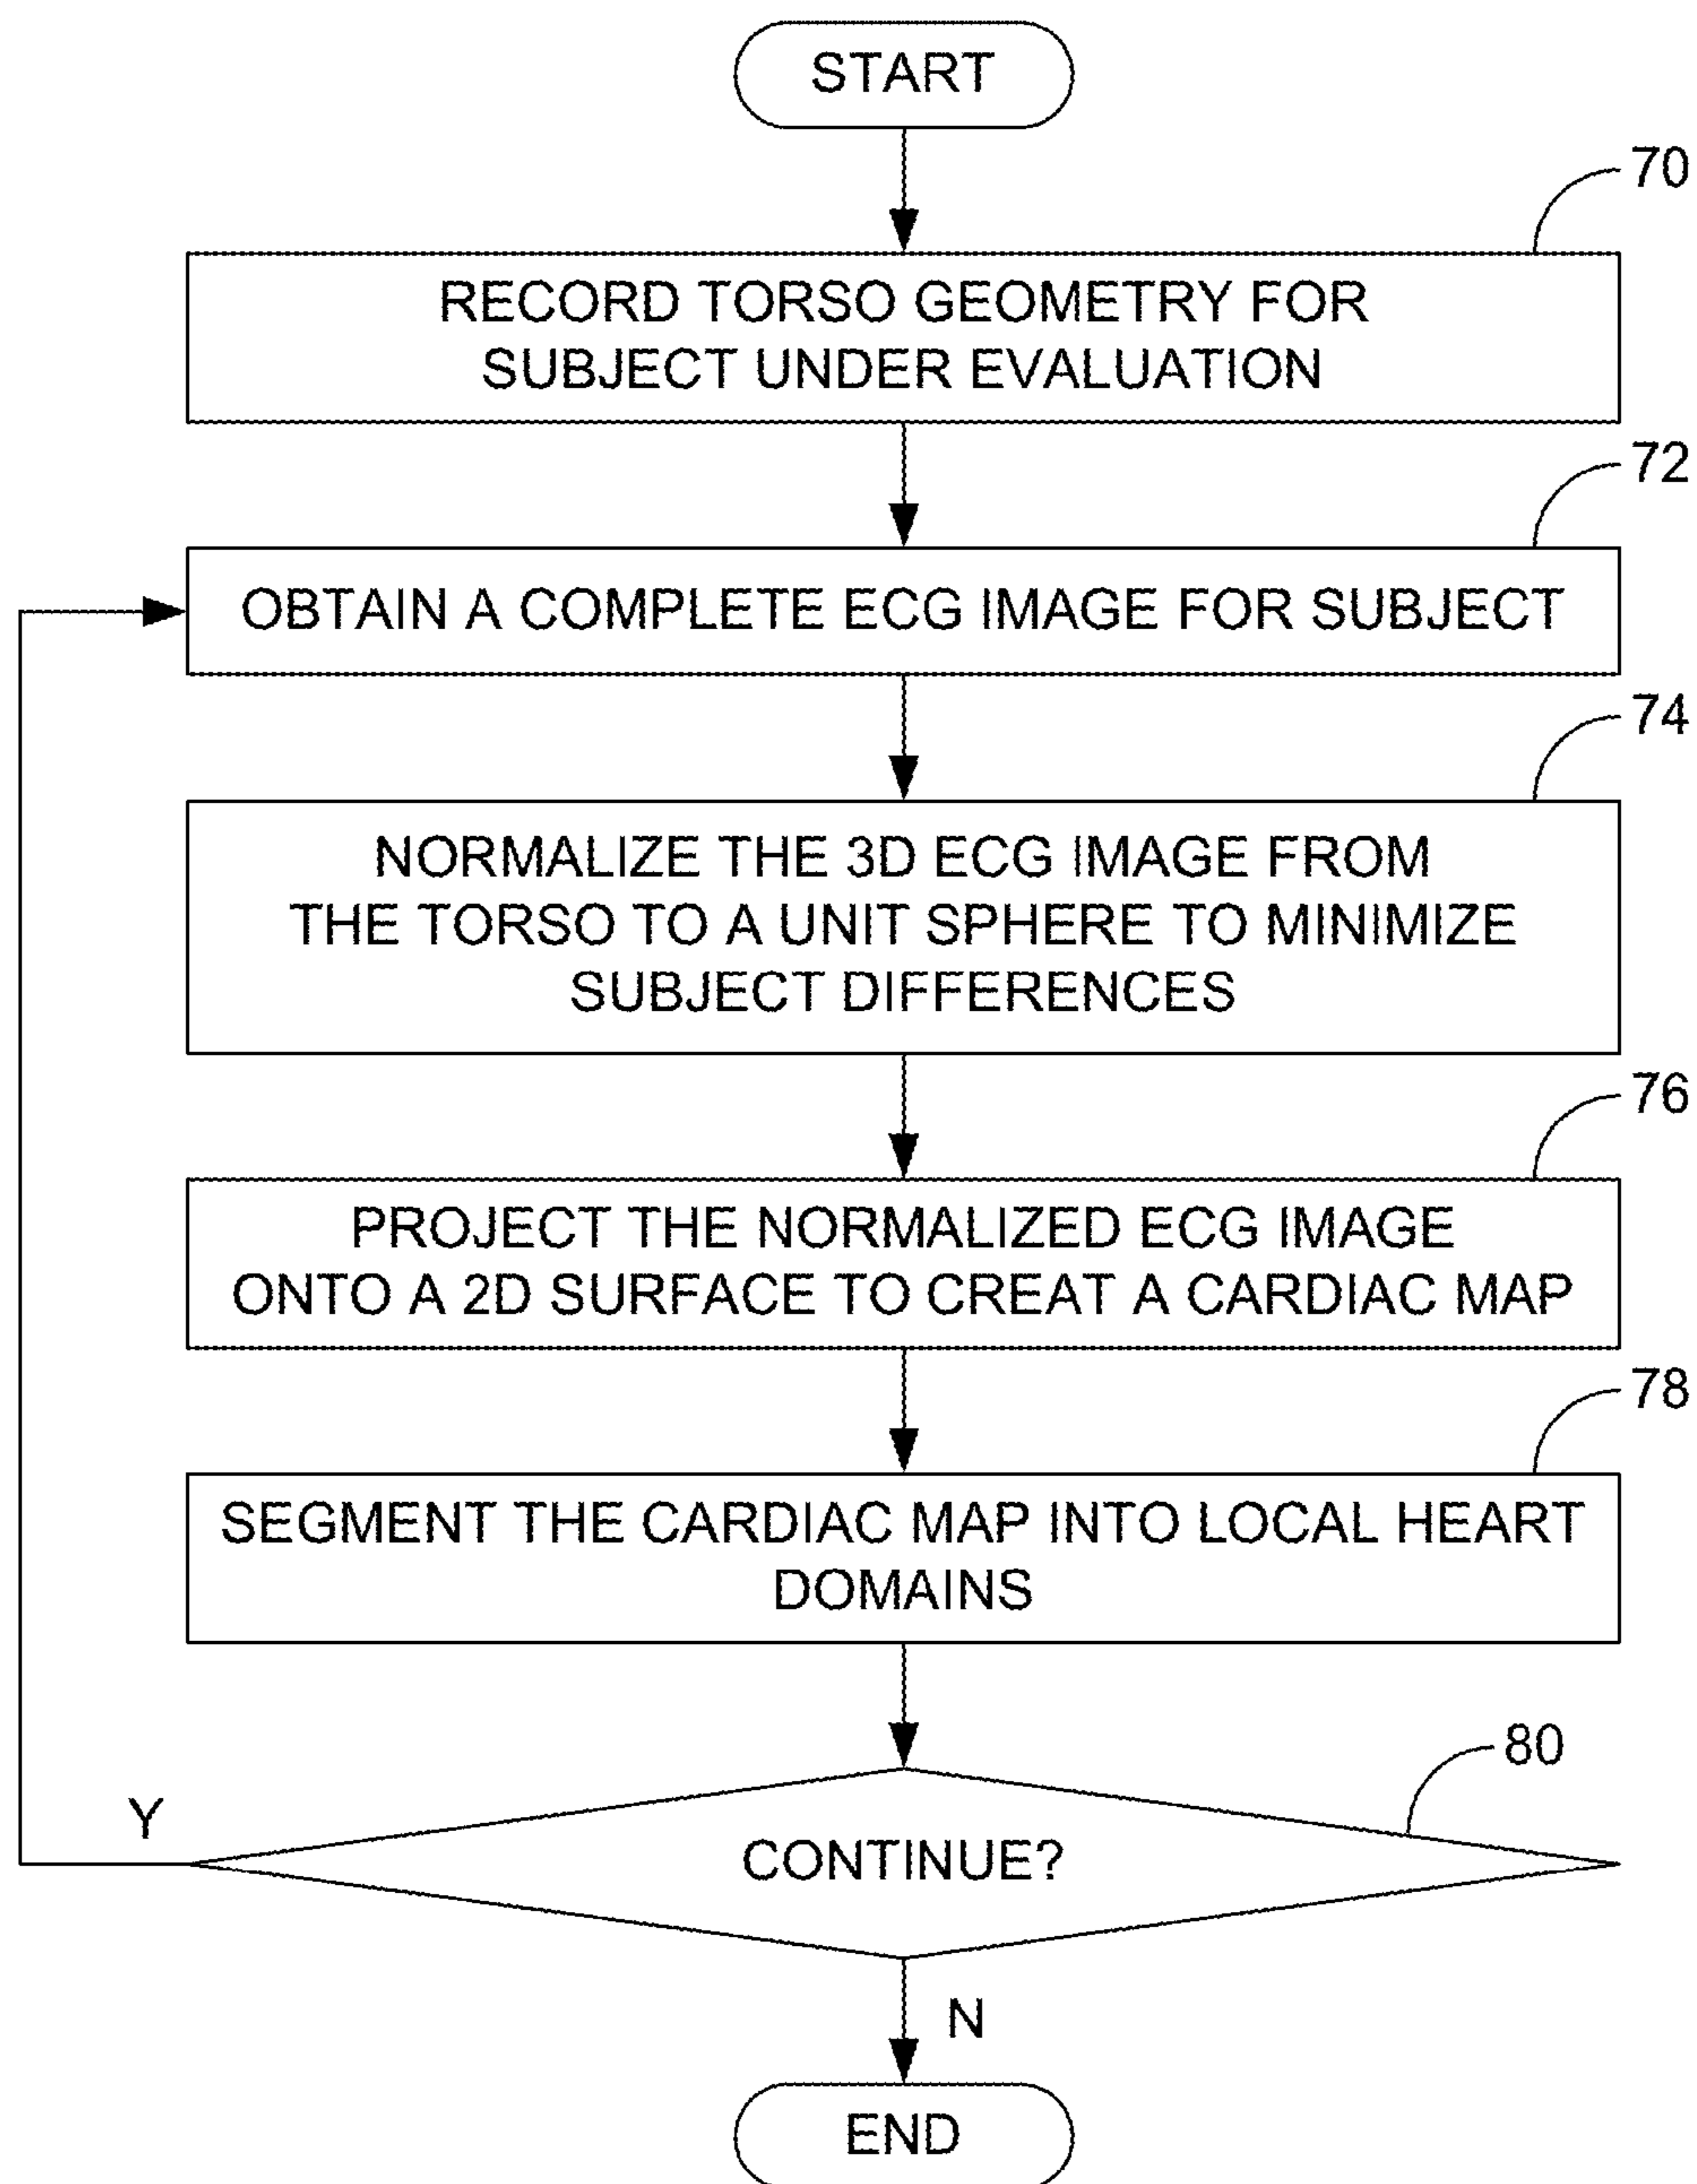 START
70
RECORD TORSO GEOMETRY FOR
SUBJECT UNDER EVALUATION
72
OBTAIN A COMPLETE ECG IMAGE FOR SUBJECT
74
NORMALIZE THE 3D ECG IMAGE FROM
THE TORSO TO A UNIT SPHERE TO MINIMIZE
SUBJECT DIFFERENCES
76
PROJECT THE NORMALIZED ECG IMAGE
ONTO A 2D SURFACE TO CREAT A CARDIAC MAP
78
SEGMENT THE CARDIAC MAP INTO LOCAL HEART
DOMAINS
80
Y
CONTINUE?
N
END